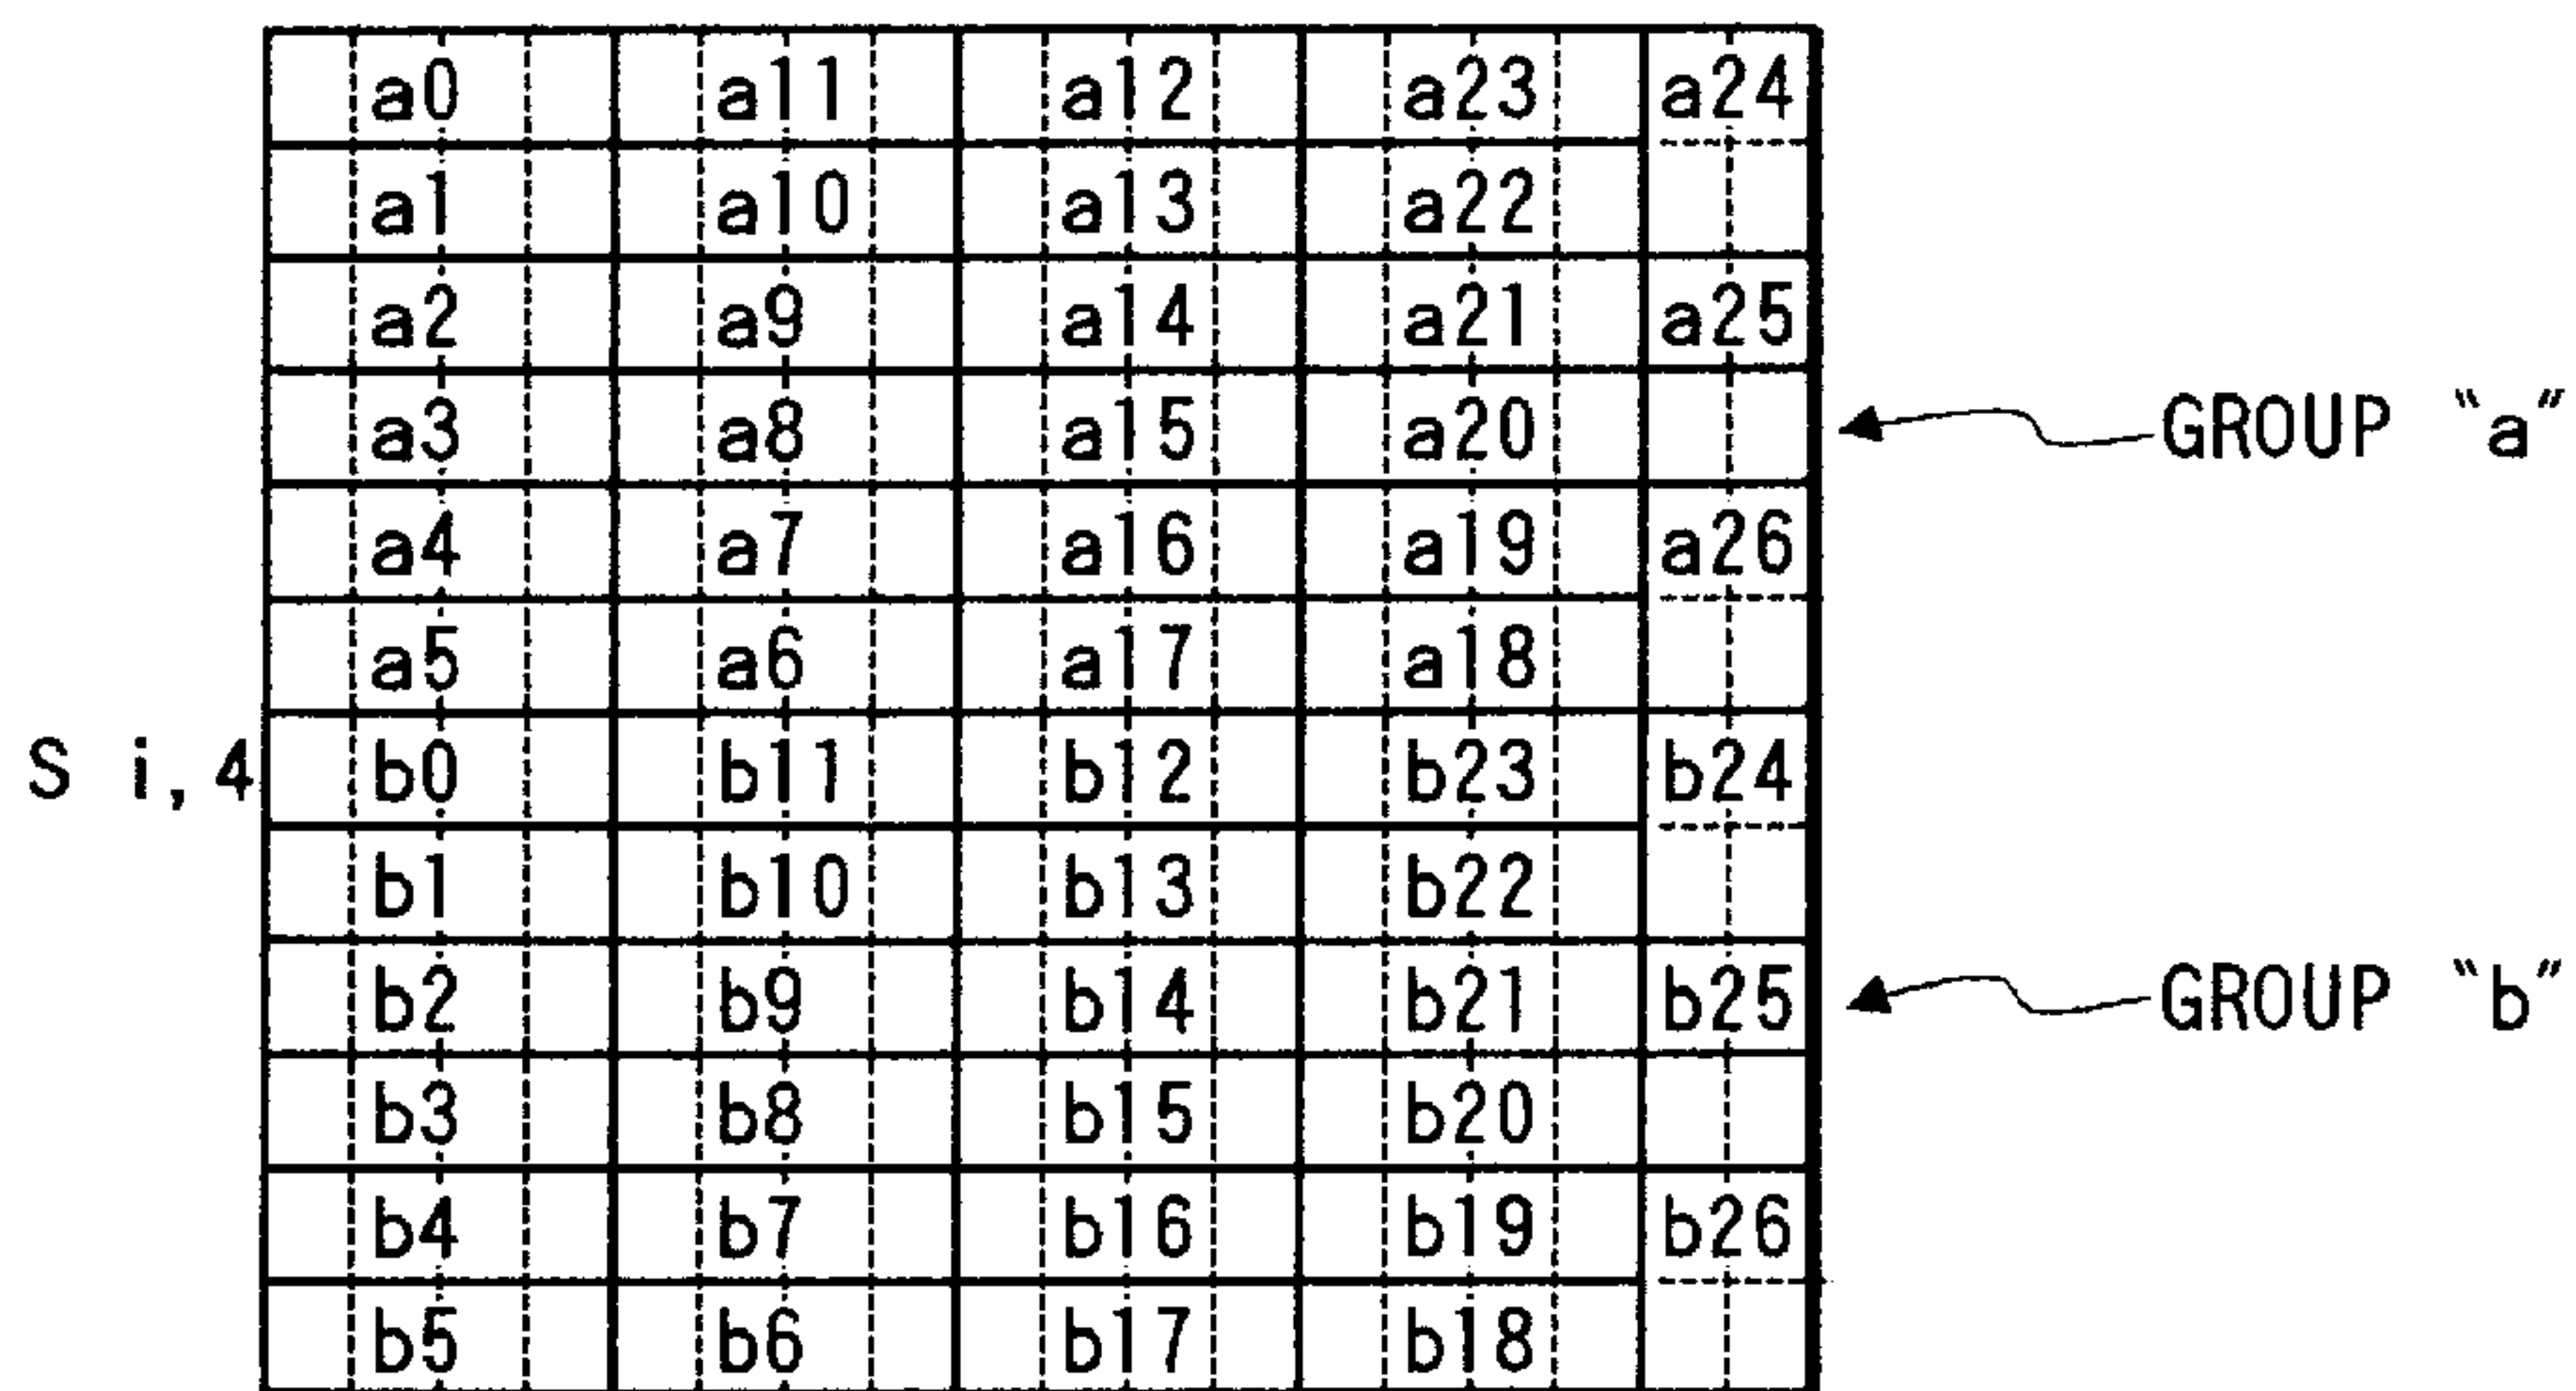 a0 a11 a12 a23 a24
a1 a10 a13 a22
a2 a9 a14 a21 a25
a3 a8 a15 a20 GROUP “a”
a4 a7 a16 a19 a26
a5 a6 a17 a18
S i,4 b0 b11 b12 b23 b24
b1 b10 b13 b22
b2 b9 b14 b21 b25 GROUP “b”
b3 b8 b15 b20
b4 b7 b16 b19 b26
b5 b6 b17 b18